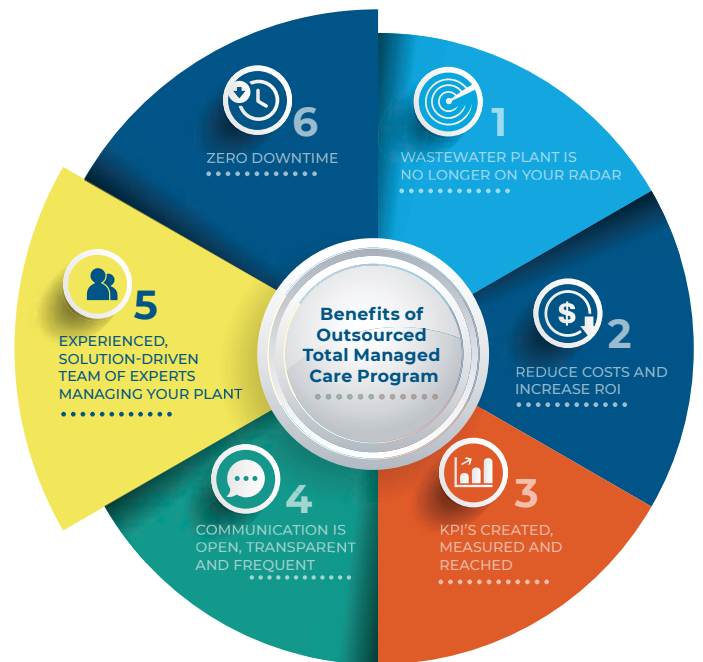 Benefits of
Outsourced
Total Managed
Care Program
1
WASTEWATER PLANT IS
NO LONGER ON YOUR RADAR
$
2
REDUCE COSTS AND
INCREASE ROI
3
KPI'S CREATED,
MEASURED AND
REACHED
4
COMMUNICATION IS
OPEN, TRANSPARENT
AND FREQUENT
5
EXPERIENCED,
SOLUTION-DRIVEN
TEAM OF EXPERTS
MANAGING YOUR PLANT
6
ZERO DOWNTIME